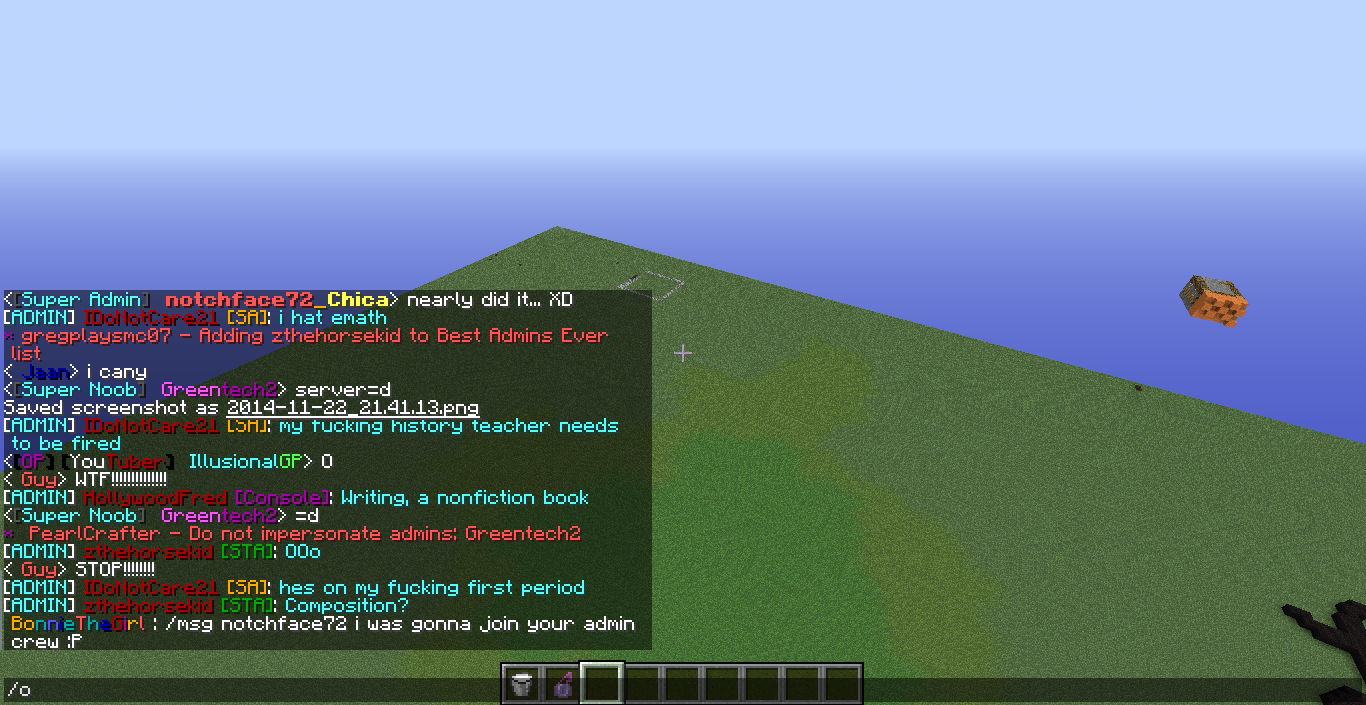 <[Super Admin] notchface72_Chica> nearly did it... XD
[ADMIN] IDoNotCare21 [SA]: i hat emath
* gregplaysmc07 - Adding zthehorsekid to Best Admins Ever
list
< Jaan> i cany
<[Super Noob] Greentech2> server=d
Saved screenshot as 2014-11-22_21.41.13.png
[ADMIN] IDoNotCare21 [SA]: my fucking history teacher needs
to be fired
<[OP] [YouTuber] IllusionalGP> O
< Guy> WTF!!!!!!!!!!!!!
[ADMIN] HollywoodFred [Console]: Writing, a nonfiction book
<[Super Noob] Greentech2> =d
* PearlCrafter - Do not impersonate admins: Greentech2
[ADMIN] zthehorsekid [STA]: OOo
< Guy> STOP!!!!!!!!
[ADMIN] IDoNotCare21 [SA]: hes on my fucking first period
[ADMIN] zthehorsekid [STA]: Composition?
BonnieTheGirl : /msg notchface72 i was gonna join your admin
crew :P
/o